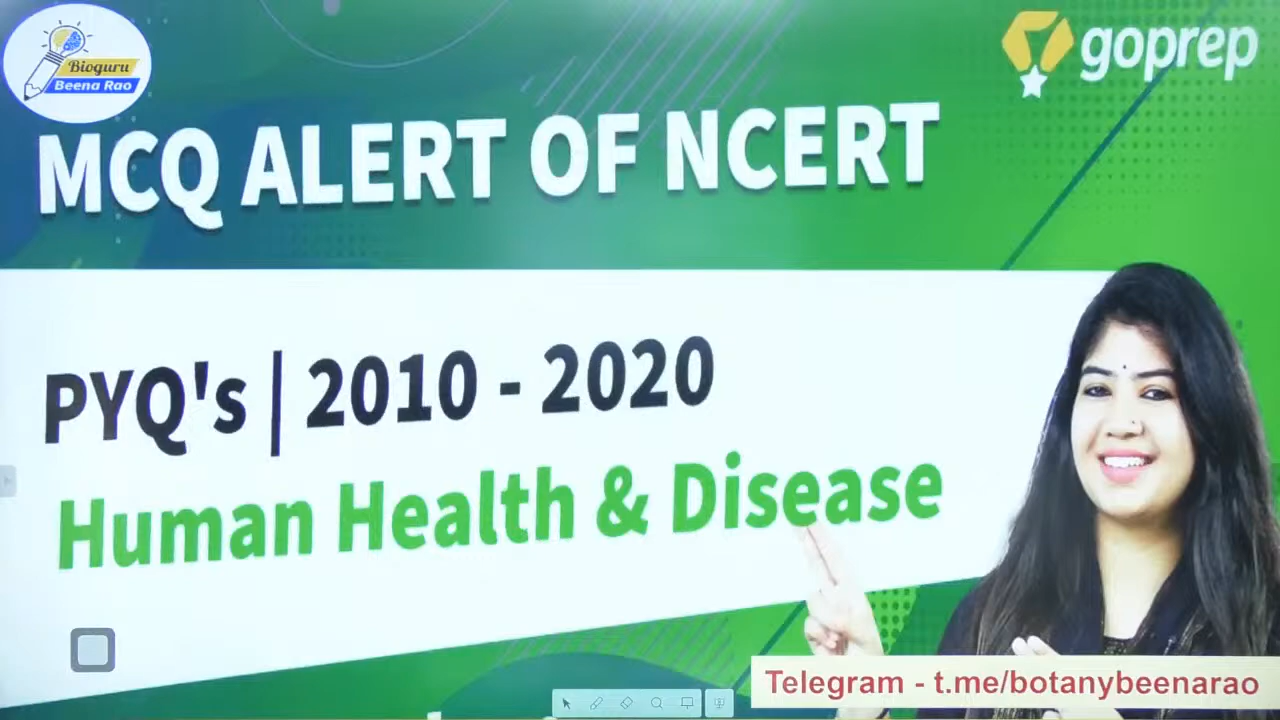 Bioguru
Beena Rao
goprep
MCQ ALERT OF NCERT
PYQ's | 2010 - 2020
Human Health & Disease
Telegram - t.me/botanybeenarao